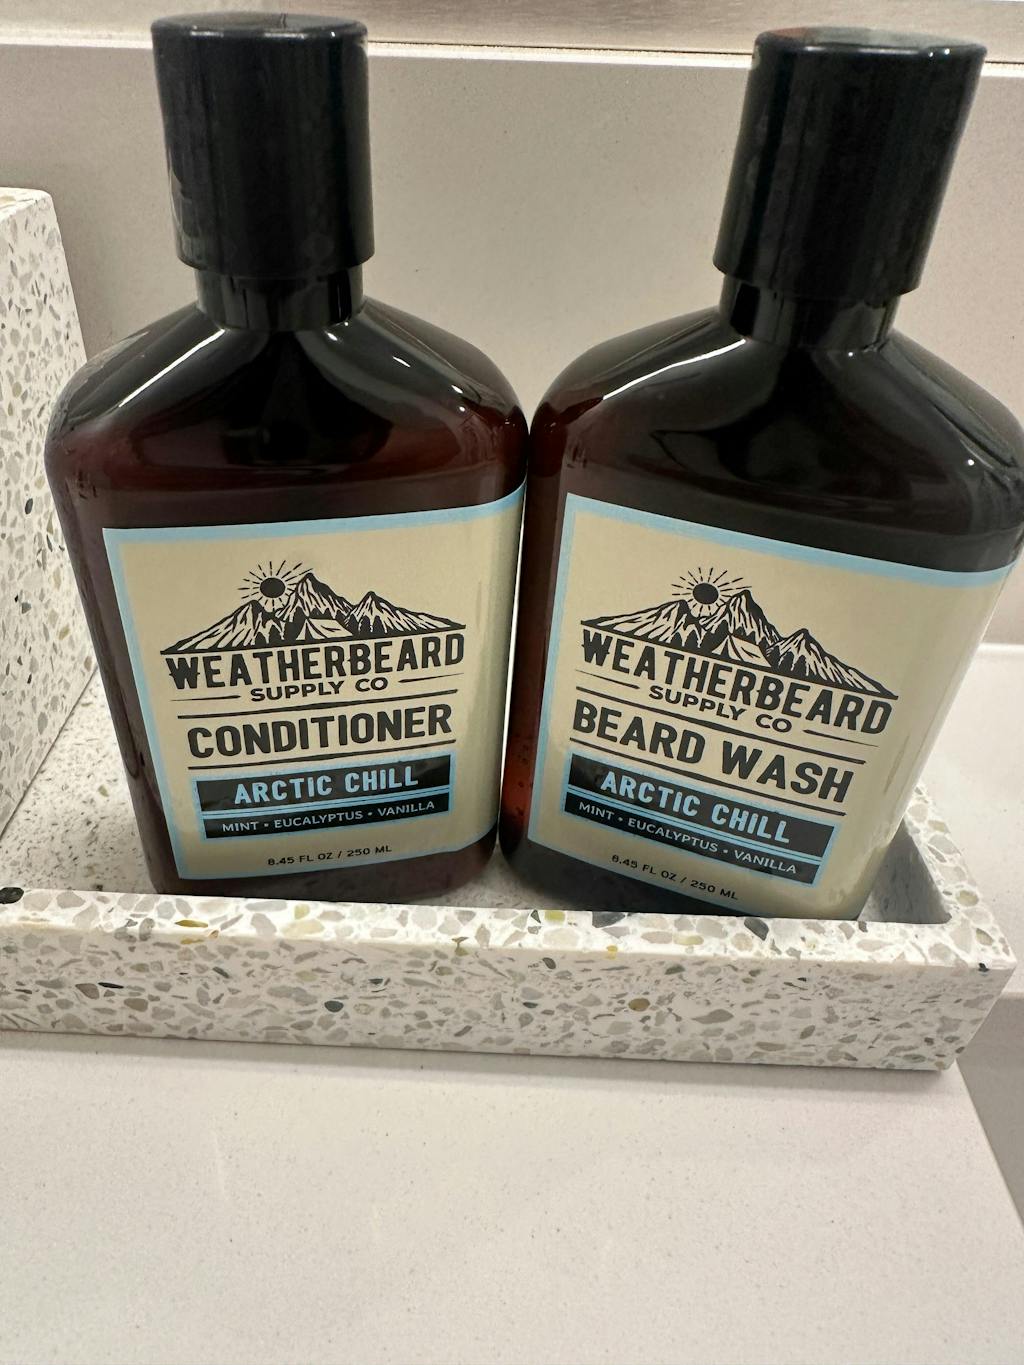 WEATHERBEARD
SUPPLY CO
CONDITIONER
ARCTIC CHILL
MINT • EUCALYPTUS • VANILLA
8.45 FL OZ / 250 ML
WEATHERBEARD
SUPPLY CO
BEARD WASH
ARCTIC CHILL
MINT • EUCALYPTUS • VANILLA
8.45 FL OZ / 250 ML